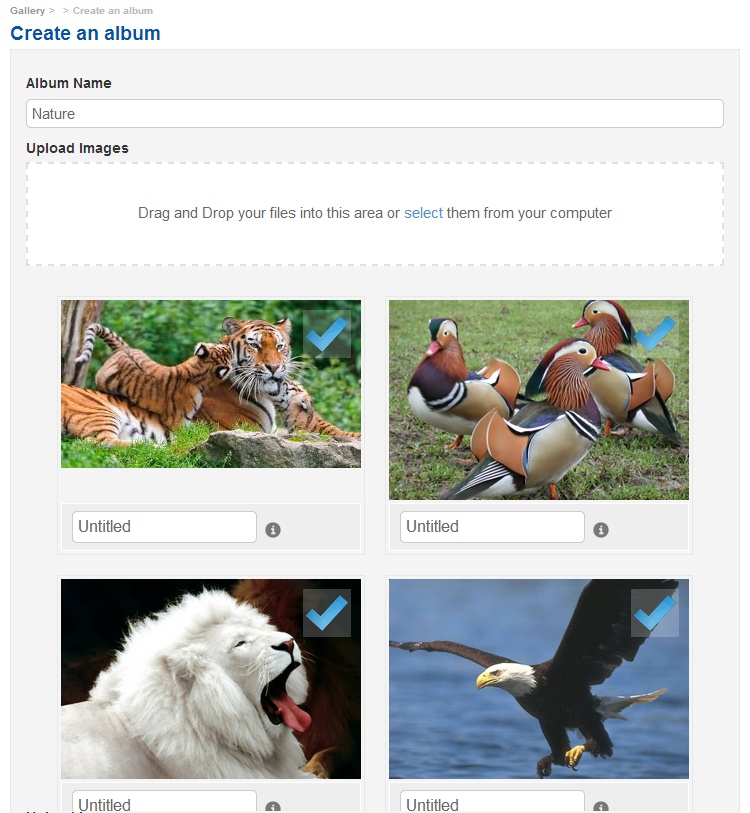 Gallery >  > Create an album
Create an album
Album Name
Nature
Upload Images
Drag and Drop your files into this area or select them from your computer
Untitled
Untitled
Untitled
Untitled